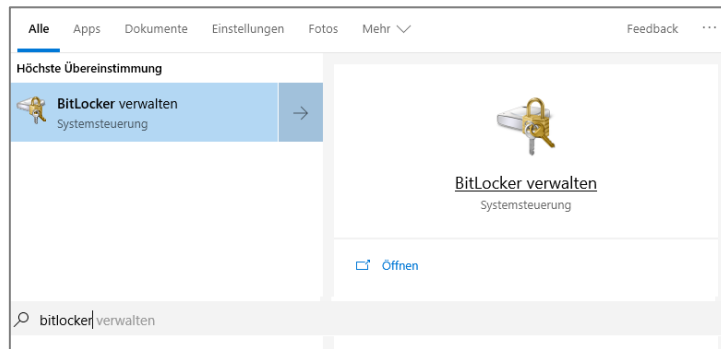 Alle Apps Dokumente Einstellungen Fotos Mehr Feedback ...
Höchste Übereinstimmung
BitLocker verwalten
Systemsteuerung
BitLocker verwalten
Systemsteuerung
Öffnen
bitlocker verwalten